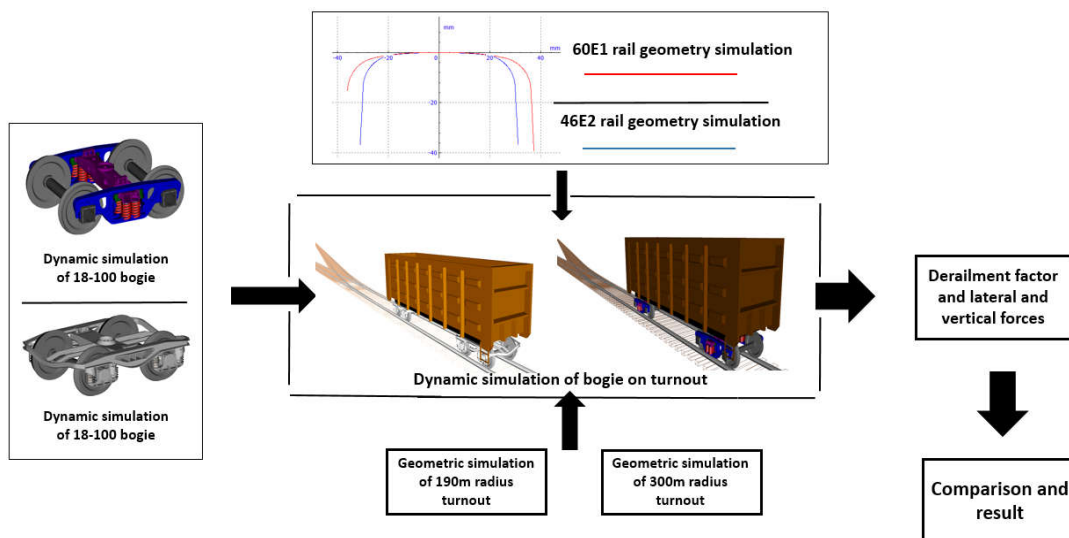 mm
mm
-40
-20
0
20
40
-20
-40
60E1 rail geometry simulation
46E2 rail geometry simulation
Dynamic simulation
of 18-100 bogie
Dynamic simulation
of 18-100 bogie
Dynamic simulation of bogie on turnout
Geometric simulation
of 190m radius
turnout
Geometric simulation
of 300m radius
turnout
Derailment factor
and lateral and
vertical forces
Comparison and
result